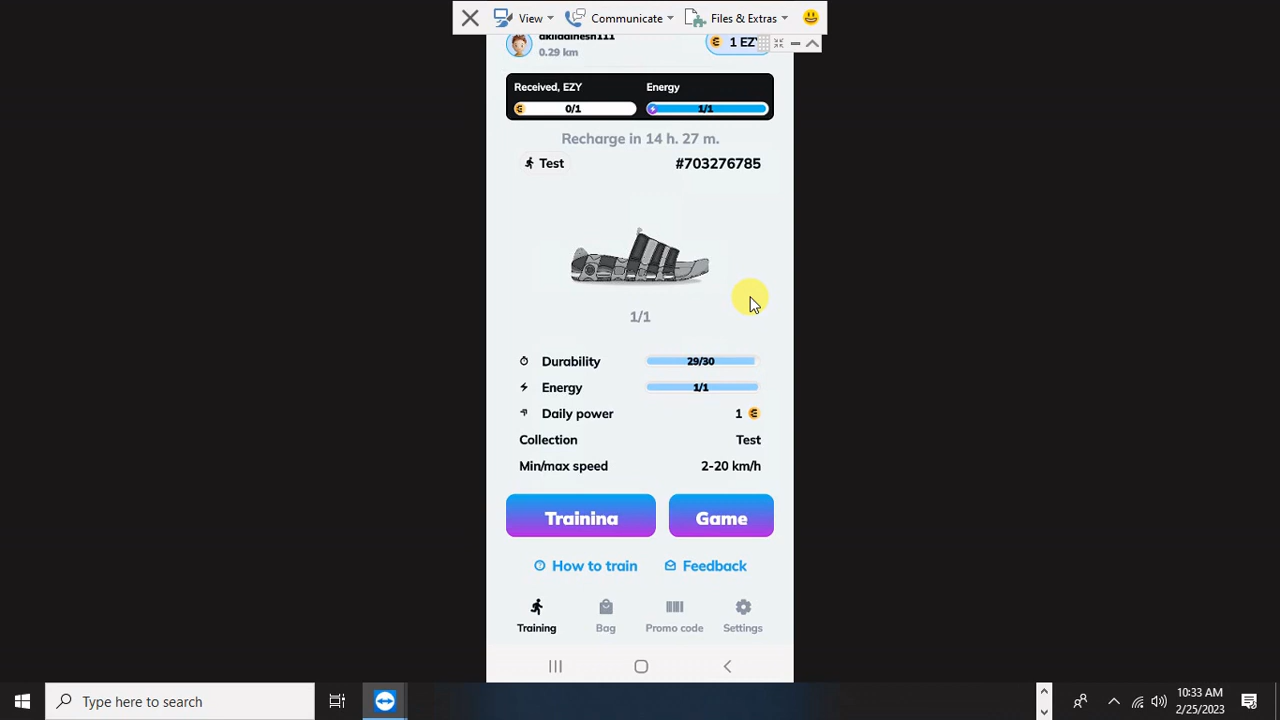 View Communicate Files & Extras
akiladinesh111 1 EZY
0.29 km
Received, EZY Energy
0/1 1/1
Recharge in 14 h. 27 m.
Test #703276785
1/1
Durability 29/30
Energy 1/1
Daily power 1
Collection Test
Min/max speed 2-20 km/h
Training Game
How to train Feedback
Training Bag Promo code Settings
Type here to search
10:33 AM
2/25/2023